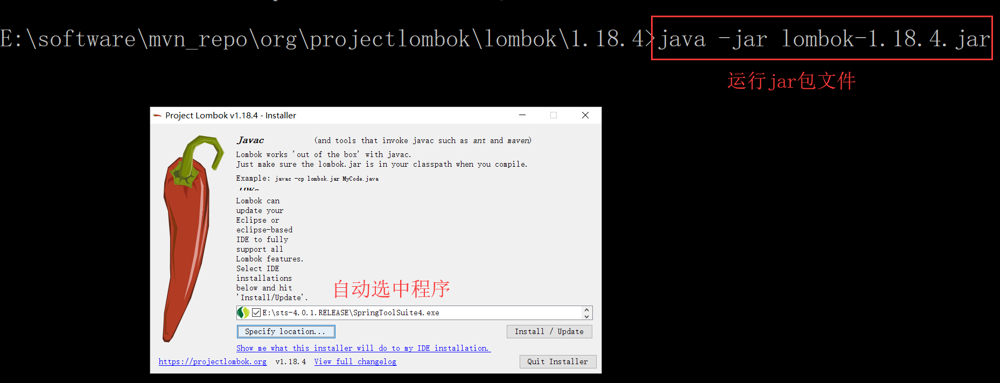 E:\software\mvn_repo\org\projectlombok\lombok\1.18.4>java -jar lombok-1.18.4.jar
运行jar包文件
Project Lombok v1.18.4 - Installer
Javac (and tools that invoke javac such as ant and maven)
Lombok works 'out of the box' with javac.
Just make sure the lombok.jar is in your classpath when you compile.
Example: javac -cp lombok.jar MyCode.java
IDEs
Lombok can
update your
Eclipse or
eclipse-based
IDE to fully
support all
Lombok features.
Select IDE
installations
below and hit
'Install/Update'.
自动选中程序
E:\sts-4.0.1.RELEASE\SpringToolSuite4.exe
Specify location... Install / Update
Show me what this installer will do to my IDE installation.
https://projectlombok.org v1.18.4 View full changelog Quit Installer